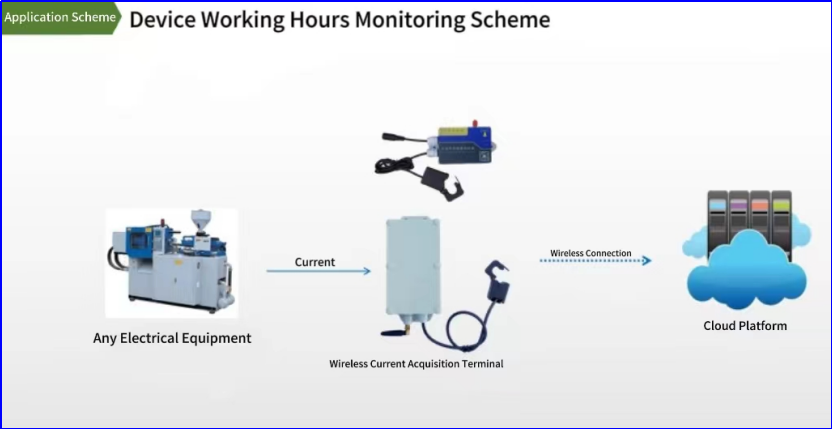 Application Scheme
Device Working Hours Monitoring Scheme
Current
Wireless Connection
Any Electrical Equipment
Cloud Platform
Wireless Current Acquisition Terminal